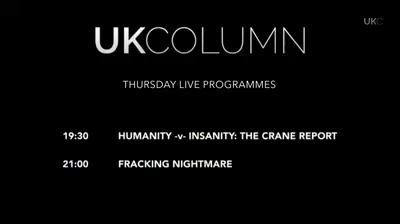 UKC
UKCOLUMN
THURSDAY LIVE PROGRAMMES
19:30 HUMANITY -v- INSANITY: THE CRANE REPORT
21:00 FRACKING NIGHTMARE